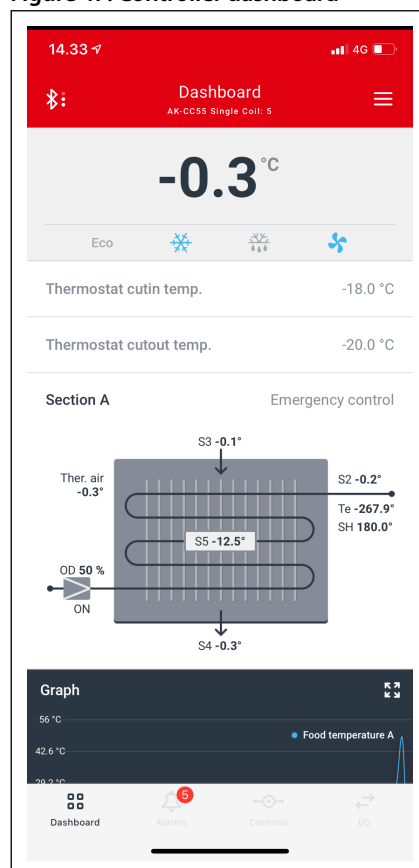 14.33
4G
Dashboard
AK-CC55 Single Coil: 5
-0.3 °C
Eco
Thermostat cutin temp. -18.0 °C
Thermostat cutout temp. -20.0 °C
Section A Emergency control
S3 -0.1°
Ther. air
-0.3°
S2 -0.2°
Te -267.9°
SH 180.0°
S5 -12.5°
OD 50 %
ON
S4 -0.3°
Graph
56 °C
Food temperature A
42.6 °C
29.2 °C
5
Dashboard Alarms Controls I/O